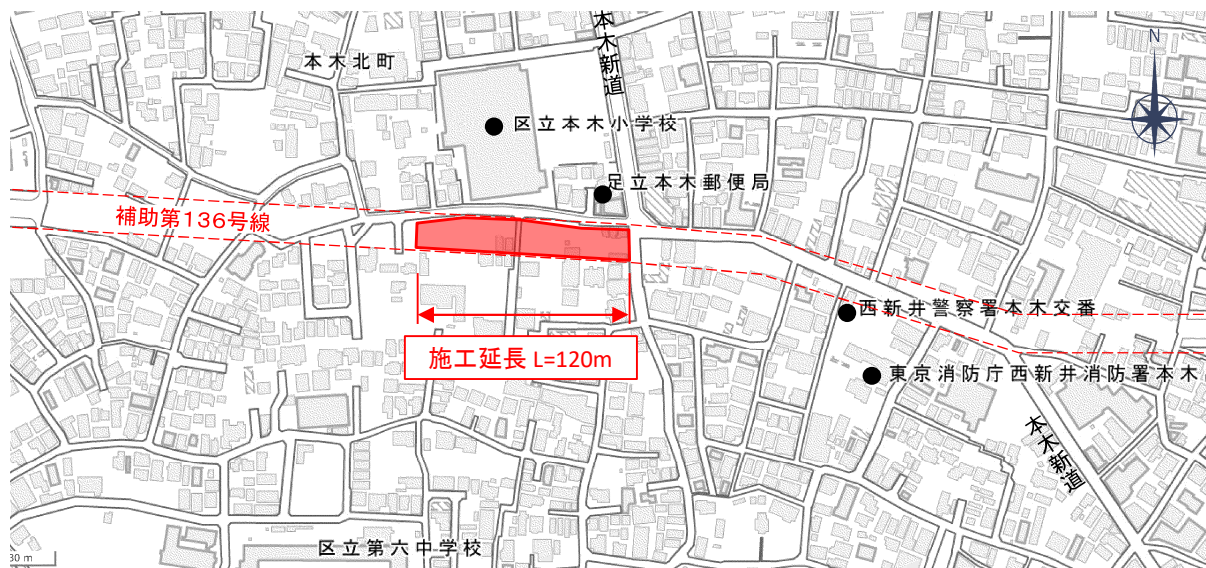 本木新道
N
本木北町
区立本木小学校
足立本木郵便局
補助第136号線
西新井警察署本木交番
施工延長 L=120m
東京消防庁西新井消防署本木
本木新道
区立第六中学校
30 m